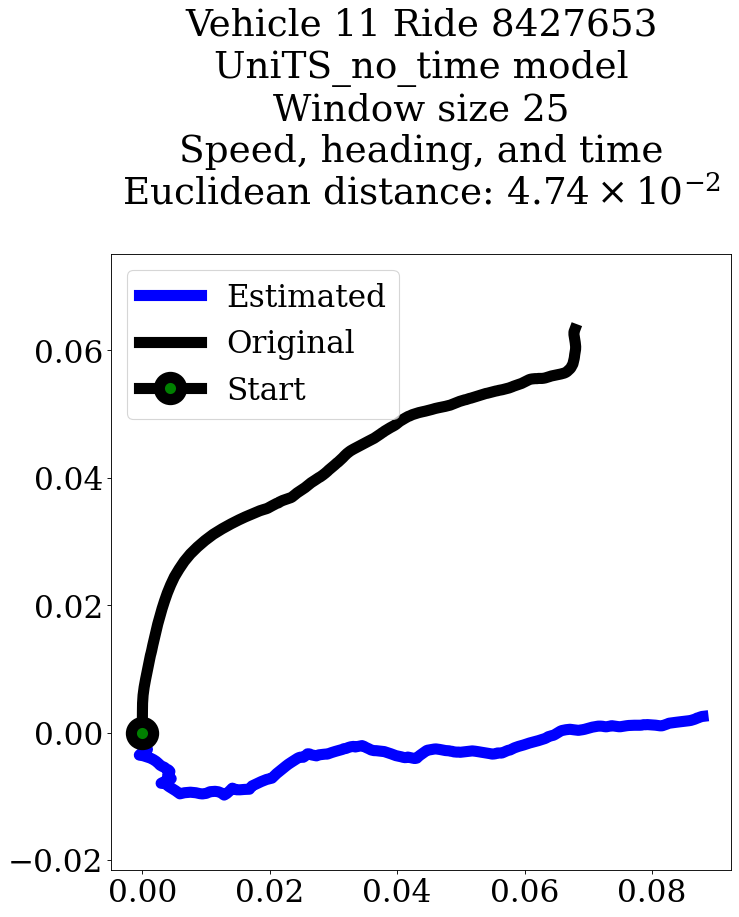 Vehicle 11 Ride 8427653
UniTS_no_time model
Window size 25
Speed, heading, and time
Euclidean distance: 4.74 × 10⁻²
Estimated
Original
Start
0.06
0.04
0.02
0.00
−0.02
0.00 0.02 0.04 0.06 0.08